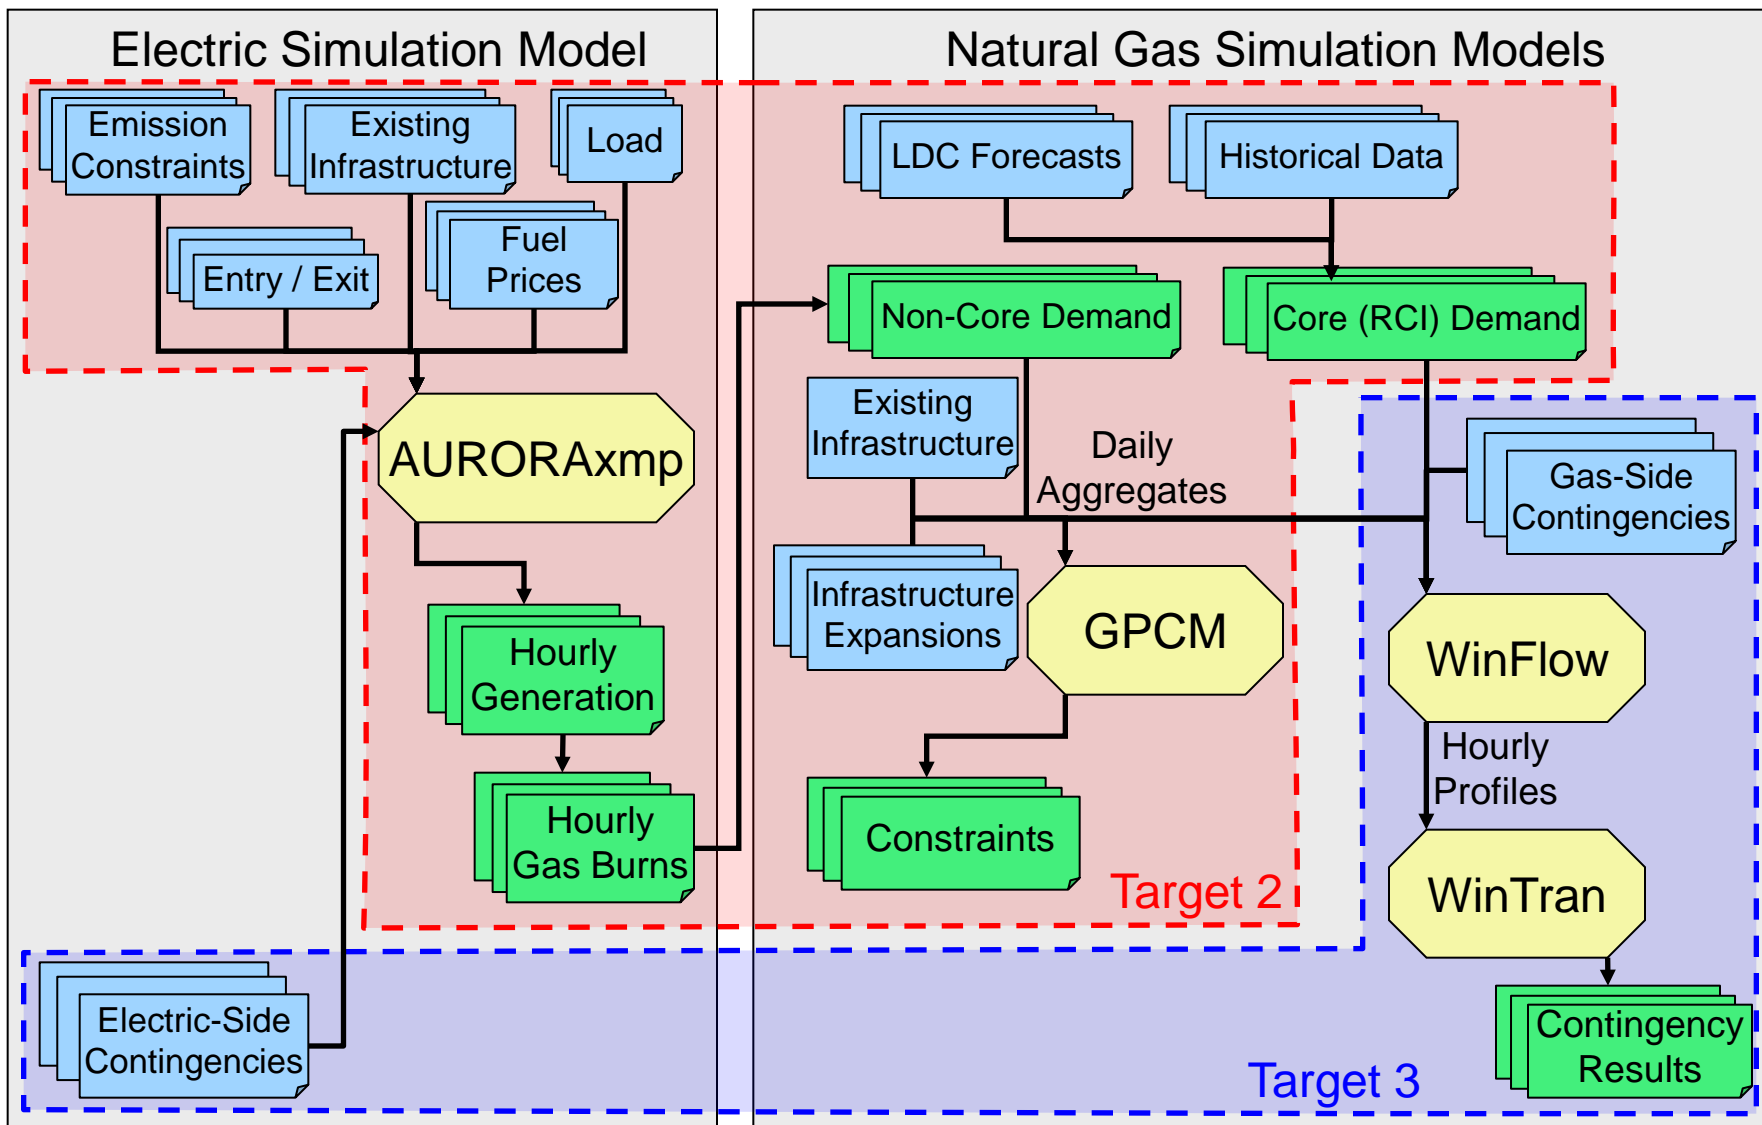 Electric Simulation Model
Natural Gas Simulation Models
Emission
Constraints
Existing
Infrastructure
Load
Entry / Exit
Fuel
Prices
AURORAxmp
Hourly
Generation
Hourly
Gas Burns
Electric-Side
Contingencies
LDC Forecasts
Historical Data
Non-Core Demand
Core (RCI) Demand
Existing
Infrastructure
Daily
Aggregates
Gas-Side
Contingencies
Infrastructure
Expansions
GPCM
WinFlow
Hourly
Profiles
Constraints
WinTran
Target 2
Contingency
Results
Target 3